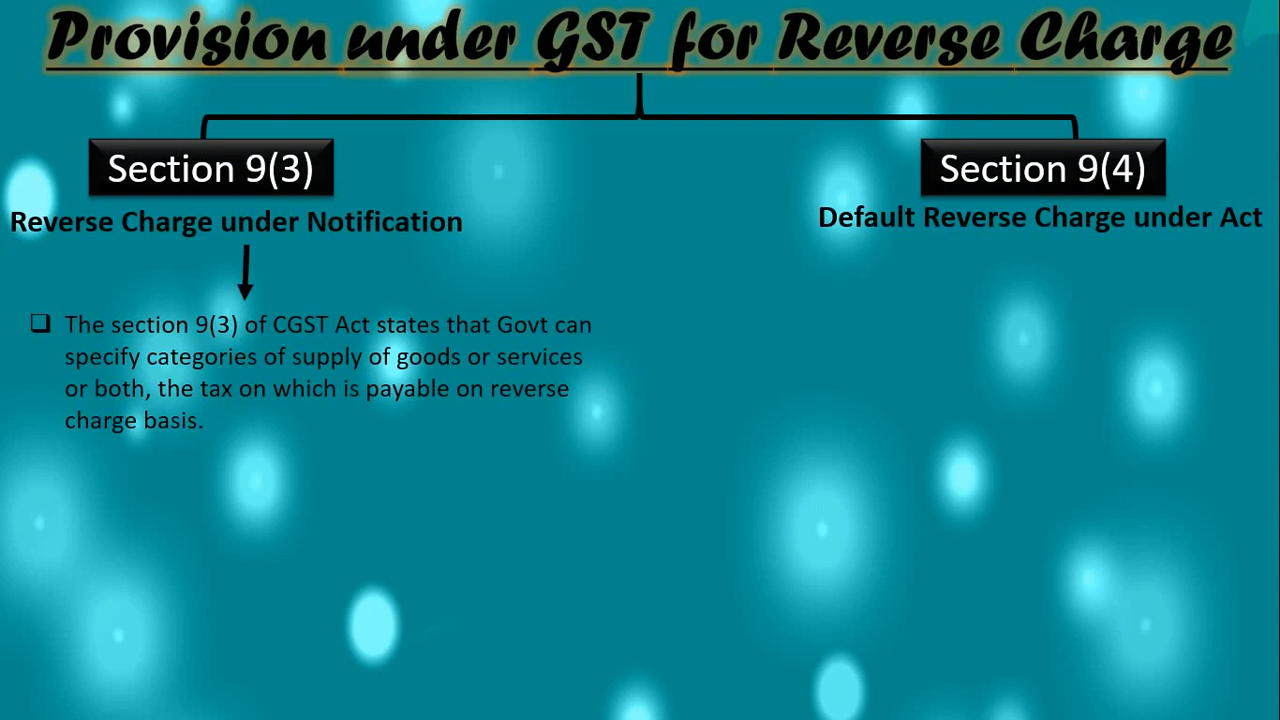 Provision under GST for Reverse Charge
Section 9(3)
Reverse Charge under Notification
The section 9(3) of CGST Act states that Govt can
specify categories of supply of goods or services
or both, the tax on which is payable on reverse
charge basis.
Section 9(4)
Default Reverse Charge under Act